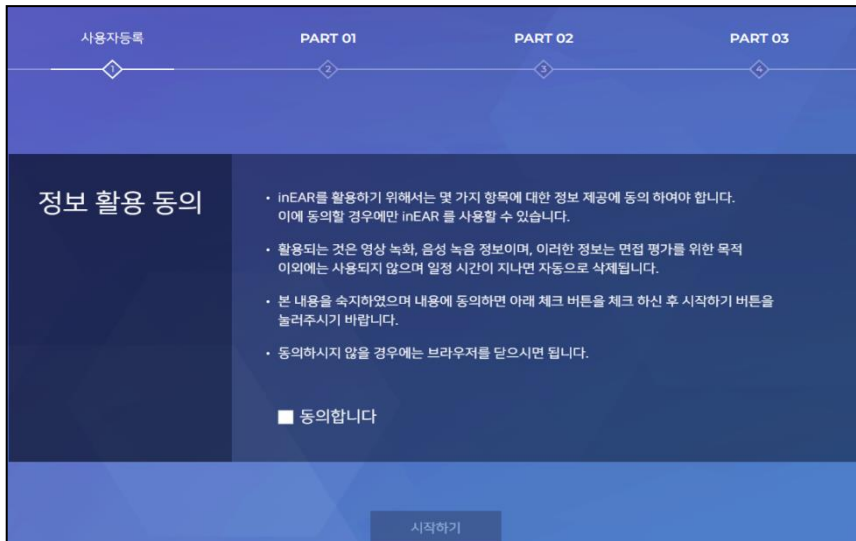 사용자등록
PART 01
PART 02
PART 03
1
2
3
4
정보 활용 동의
• inEAR를 활용하기 위해서는 몇 가지 항목에 대한 정보 제공에 동의 하여야 합니다.
이에 동의할 경우에만 inEAR 를 사용할 수 있습니다.
• 활용되는 것은 영상 녹화, 음성 녹음 정보이며, 이러한 정보는 면접 평가를 위한 목적
이외에는 사용되지 않으며 일정 시간이 지나면 자동으로 삭제됩니다.
• 본 내용을 숙지하였으며 내용에 동의하면 아래 체크 버튼을 체크 하신 후 시작하기 버튼을
눌러주시기 바랍니다.
• 동의하시지 않을 경우에는 브라우저를 닫으시면 됩니다.
동의합니다
시작하기